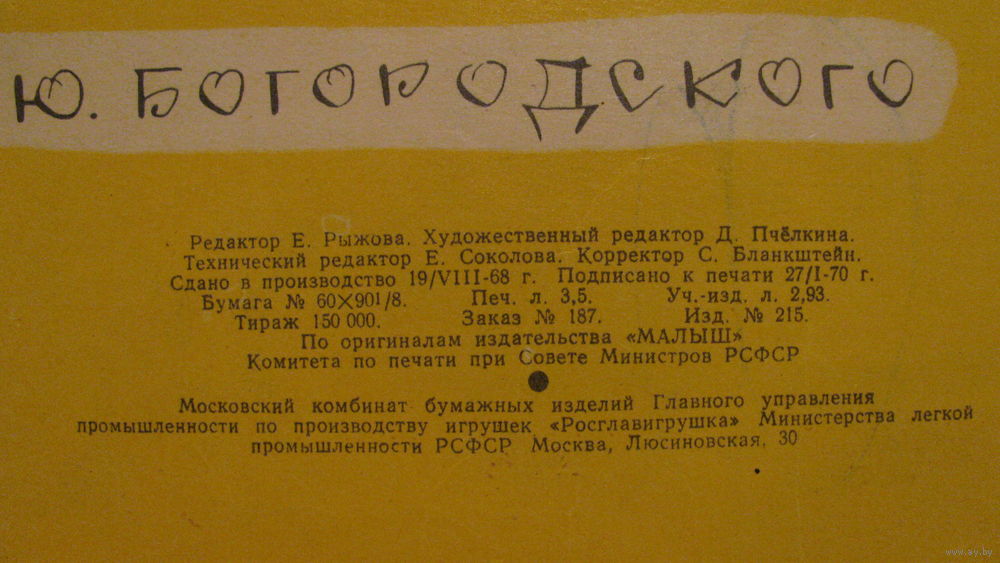 Ю. БОГОРОДСКОГО
Редактор Е. Рыжова. Художественный редактор Д. Пчёлкина.
Технический редактор Е. Соколова. Корректор С. Бланкштейн.
Сдано в производство 19/VIII-68 г. Подписано к печати 27/I-70 г.
Бумага № 60×901/8. Печ. л. 3,5. Уч.-изд. л. 2,93.
Тираж 150 000. Заказ № 187. Изд. № 215.
По оригиналам издательства «МАЛЫШ»
Комитета по печати при Совете Министров РСФСР
Московский комбинат бумажных изделий Главного управления
промышленности по производству игрушек «Росглавигрушка» Министерства легкой
промышленности РСФСР Москва, Люсиновская, 30
www.ay.by